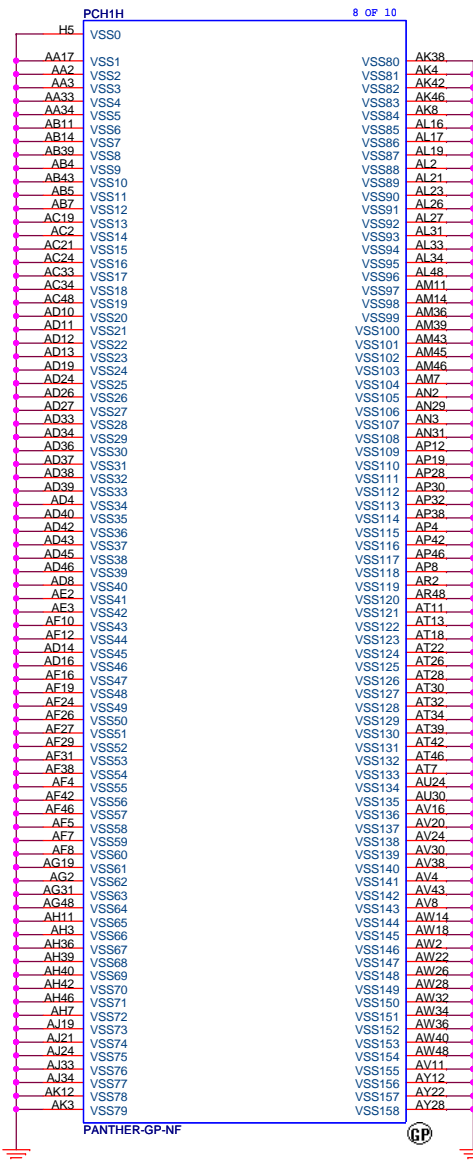 PCH1H 8 OF 10
H5 VSS0
AA17 VSS1 VSS80 AK38
AA2 VSS2 VSS81 AK4
AA3 VSS3 VSS82 AK42
AA33 VSS4 VSS83 AK46
AA34 VSS5 VSS84 AK8
AB11 VSS6 VSS85 AL16
AB14 VSS7 VSS86 AL17
AB39 VSS8 VSS87 AL19
AB4 VSS9 VSS88 AL2
AB43 VSS10 VSS89 AL21
AB5 VSS11 VSS90 AL23
AB7 VSS12 VSS91 AL26
AC19 VSS13 VSS92 AL27
AC2 VSS14 VSS93 AL31
AC21 VSS15 VSS94 AL33
AC24 VSS16 VSS95 AL34
AC33 VSS17 VSS96 AL48
AC34 VSS18 VSS97 AM11
AC48 VSS19 VSS98 AM14
AD10 VSS20 VSS99 AM36
AD11 VSS21 VSS100 AM39
AD12 VSS22 VSS101 AM43
AD13 VSS23 VSS102 AM45
AD19 VSS24 VSS103 AM46
AD24 VSS25 VSS104 AM7
AD26 VSS26 VSS105 AN2
AD27 VSS27 VSS106 AN29
AD33 VSS28 VSS107 AN3
AD34 VSS29 VSS108 AN31
AD36 VSS30 VSS109 AP12
AD37 VSS31 VSS110 AP19
AD38 VSS32 VSS111 AP28
AD39 VSS33 VSS112 AP30
AD4 VSS34 VSS113 AP32
AD40 VSS35 VSS114 AP38
AD42 VSS36 VSS115 AP4
AD43 VSS37 VSS116 AP42
AD45 VSS38 VSS117 AP46
AD46 VSS39 VSS118 AP8
AD8 VSS40 VSS119 AR2
AE2 VSS41 VSS120 AR48
AE3 VSS42 VSS121 AT11
AF10 VSS43 VSS122 AT13
AF12 VSS44 VSS123 AT18
AD14 VSS45 VSS124 AT22
AD16 VSS46 VSS125 AT26
AF16 VSS47 VSS126 AT28
AF19 VSS48 VSS127 AT30
AF24 VSS49 VSS128 AT32
AF26 VSS50 VSS129 AT34
AF27 VSS51 VSS130 AT39
AF29 VSS52 VSS131 AT42
AF31 VSS53 VSS132 AT46
AF38 VSS54 VSS133 AT7
AF4 VSS55 VSS134 AU24
AF42 VSS56 VSS135 AU30
AF46 VSS57 VSS136 AV16
AF5 VSS58 VSS137 AV20
AF7 VSS59 VSS138 AV24
AF8 VSS60 VSS139 AV30
AG19 VSS61 VSS140 AV38
AG2 VSS62 VSS141 AV4
AG31 VSS63 VSS142 AV43
AG48 VSS64 VSS143 AV8
AH11 VSS65 VSS144 AW14
AH3 VSS66 VSS145 AW18
AH36 VSS67 VSS146 AW2
AH39 VSS68 VSS147 AW22
AH40 VSS69 VSS148 AW26
AH42 VSS70 VSS149 AW28
AH46 VSS71 VSS150 AW32
AH7 VSS72 VSS151 AW34
AJ19 VSS73 VSS152 AW36
AJ21 VSS74 VSS153 AW40
AJ24 VSS75 VSS154 AW48
AJ33 VSS76 VSS155 AV11
AJ34 VSS77 VSS156 AY12
AK12 VSS78 VSS157 AY22
AK3 VSS79 VSS158 AY28
PANTHER-GP-NF GP